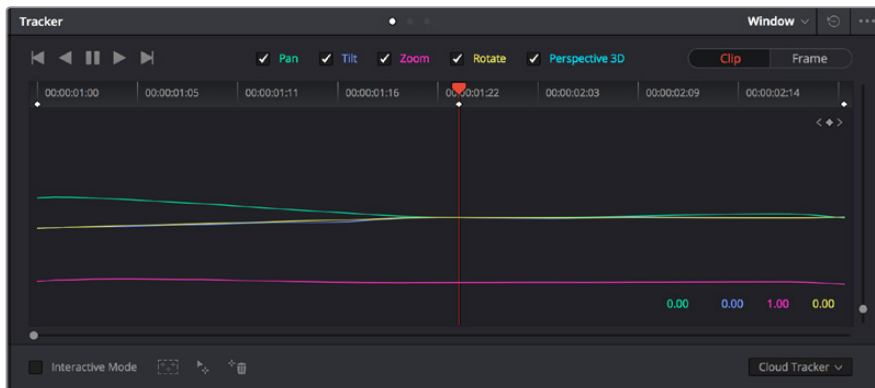 Tracker Window
Pan Tilt Zoom Rotate Perspective 3D Clip Frame
00:00:01:00 00:00:01:05 00:00:01:11 00:00:01:16 00:00:01:22 00:00:02:03 00:00:02:09 00:00:02:14
0.00 0.00 1.00 0.00
Interactive Mode Cloud Tracker